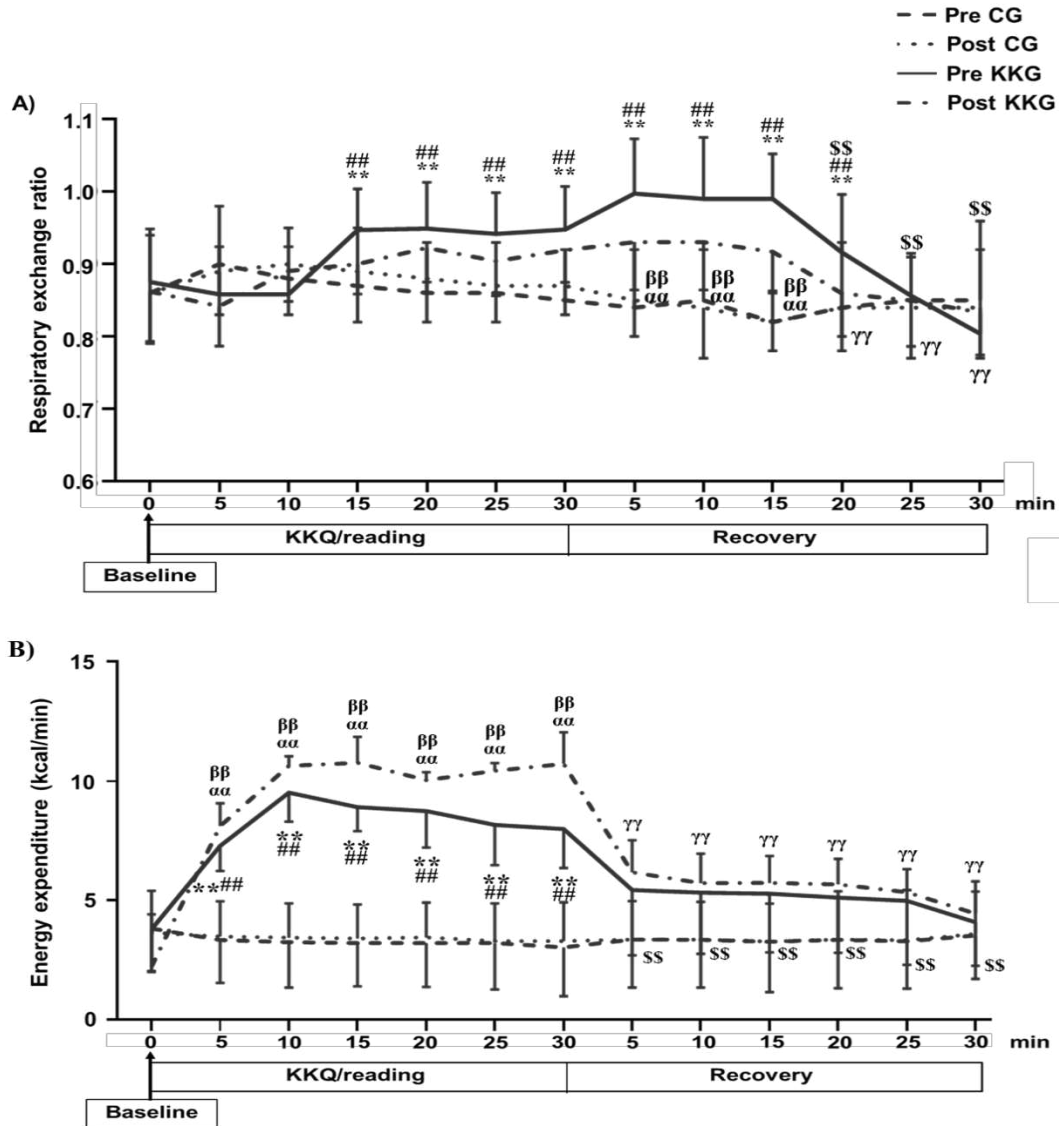 Pre CG
Post CG
Pre KKG
Post KKG
A)
Respiratory exchange ratio
1.1
1.0
0.9
0.8
0.7
0.6
## ## ## ## ## ## ## $$
** ** ** ** ** ** ** ##
**
$$
$$
ββ ββ ββ
αα αα αα
γγ γγ
γγ
0 5 10 15 20 25 30 5 10 15 20 25 30 min
KKQ/reading Recovery
Baseline
B)
Energy expenditure (kcal/min)
15
10
5
0
ββ ββ ββ ββ ββ ββ
αα αα αα αα αα αα
γγ γγ γγ γγ γγ γγ
** ** ** ** **
## ## ## ## ##
**##
$$ $$ $$ $$ $$ $$
0 5 10 15 20 25 30 5 10 15 20 25 30 min
KKQ/reading Recovery
Baseline